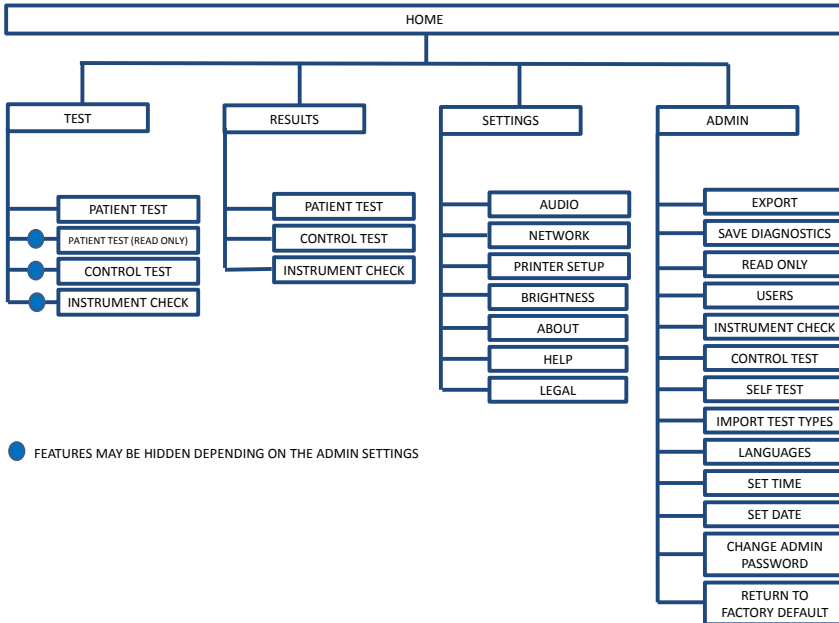 HOME
TEST
RESULTS
SETTINGS
ADMIN
PATIENT TEST
PATIENT TEST (READ ONLY)
CONTROL TEST
INSTRUMENT CHECK
PATIENT TEST
CONTROL TEST
INSTRUMENT CHECK
AUDIO
NETWORK
PRINTER SETUP
BRIGHTNESS
ABOUT
HELP
LEGAL
EXPORT
SAVE DIAGNOSTICS
READ ONLY
USERS
INSTRUMENT CHECK
CONTROL TEST
SELF TEST
IMPORT TEST TYPES
LANGUAGES
SET TIME
SET DATE
CHANGE ADMIN
PASSWORD
RETURN TO
FACTORY DEFAULT
FEATURES MAY BE HIDDEN DEPENDING ON THE ADMIN SETTINGS